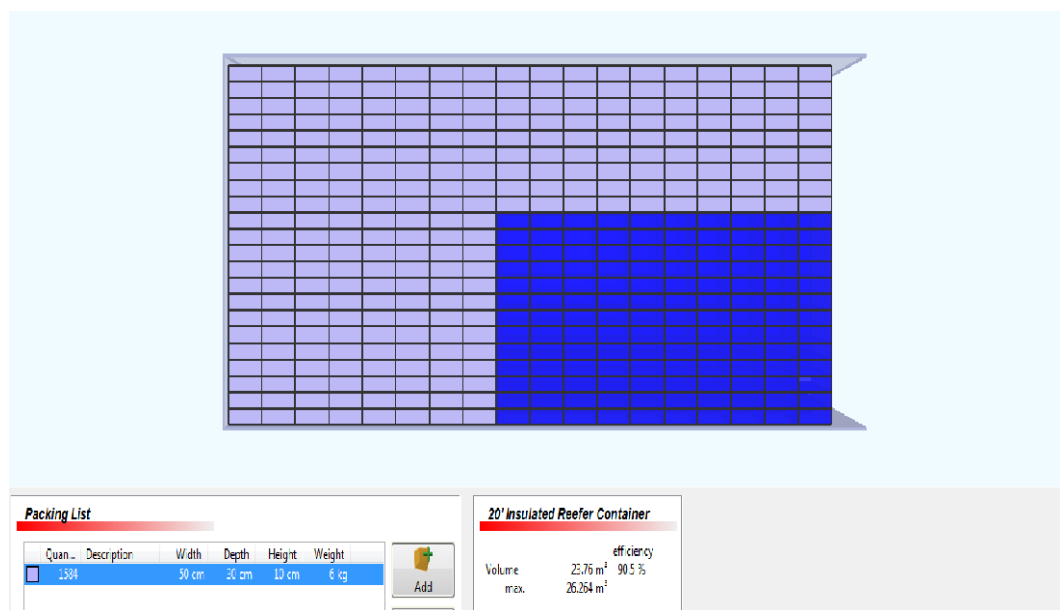 Packing List
20' Insulated Reefer Container
Quan... Description Width Depth Height Weight
1584 50 cm 30 cm 10 cm 6 kg
Add
efficiency
Volume 23.76 m³ 90.5 %
max. 26.264 m³